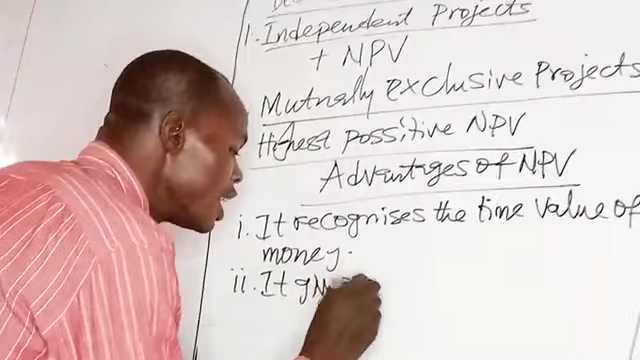 1. Independent Projects
+ NPV
Mutually exclusive Projects
Highest possitive NPV
Advantages of NPV
i. It recognises the time value of
money.
ii. It